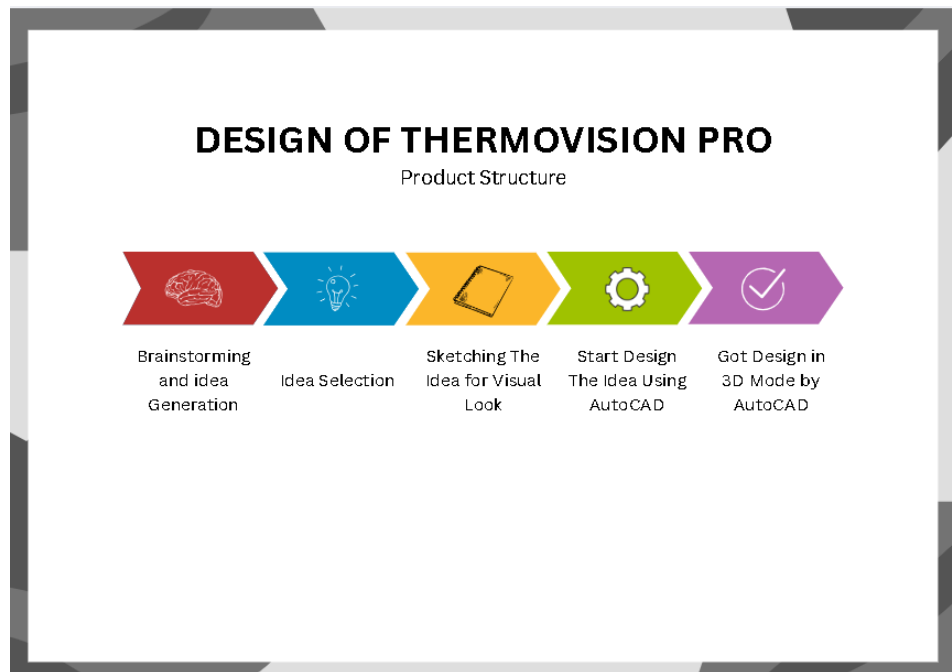 DESIGN OF THERMOVISION PRO
Product Structure
Brainstorming
and idea
Generation
Idea Selection
Sketching The
Idea for Visual
Look
Start Design
The Idea Using
AutoCAD
Got Design in
3D Mode by
AutoCAD